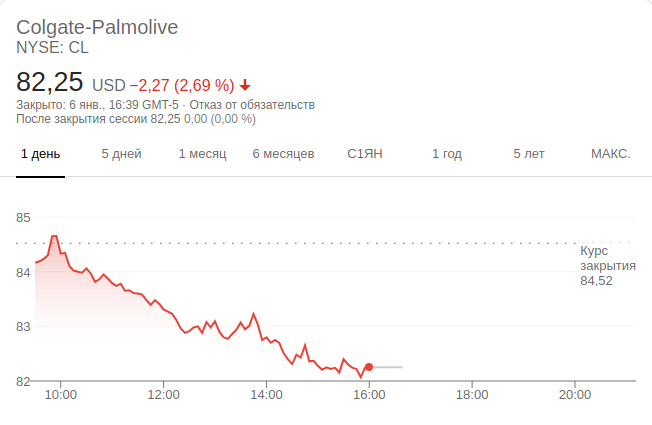 Colgate-Palmolive
NYSE: CL
82,25 USD −2,27 (2,69 %)
Закрыто: 6 янв., 16:39 GMT-5 · Отказ от обязательств
После закрытия сессии 82,25 0,00 (0,00 %)
1 день 5 дней 1 месяц 6 месяцев С1ЯН 1 год 5 лет МАКС.
85
Курс
закрытия
84,52
84
83
82
10:00 12:00 14:00 16:00 18:00 20:00